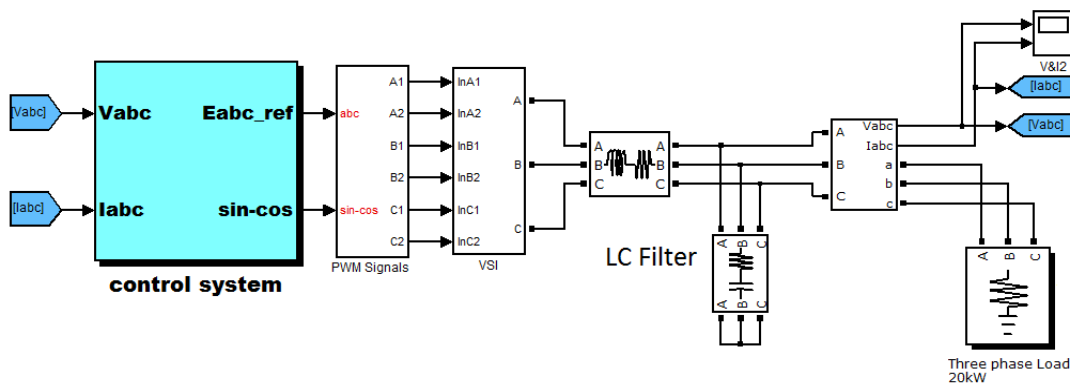 [Vabc]
[Iabc]
Vabc
Eabc_ref
Iabc
sin-cos
control system
abc
sin-cos
A1
A2
B1
B2
C1
C2
PWM Signals
InA1
InA2
InB1
InB2
InC1
InC2
A
B
C
VSI
A
B
C
A
B
C
LC Filter
A
B
C
A
B
C
A
B
C
Vabc
Iabc
a
b
c
V&I2
[Iabc]
[Vabc]
A
B
C
Three phase Load
20kW